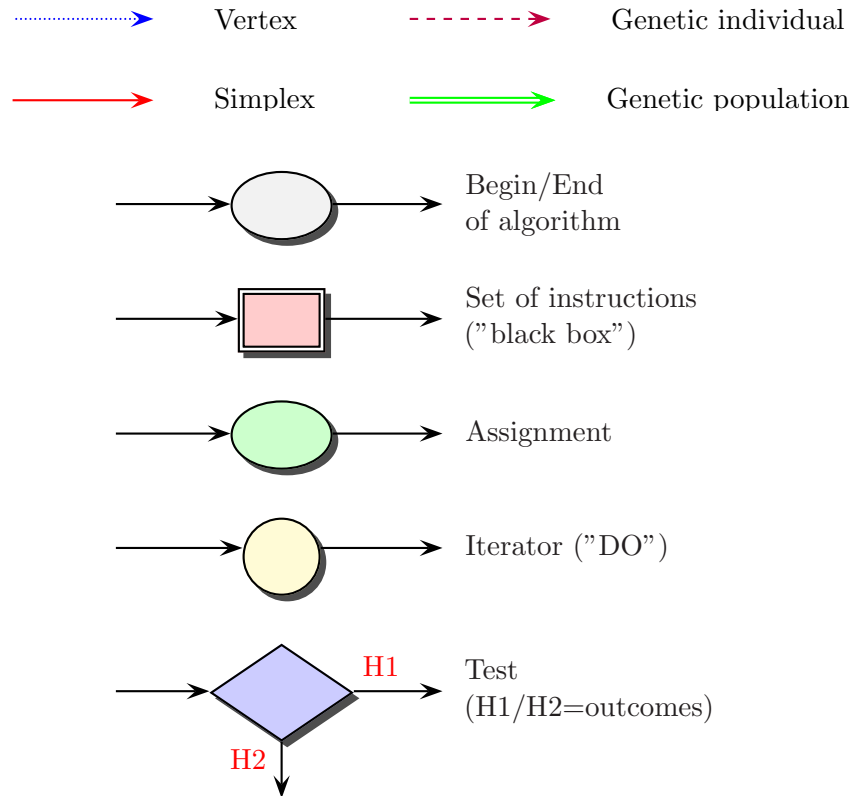 Vertex
Genetic individual
Simplex
Genetic population
Begin/End
of algorithm
Set of instructions
(”black box”)
Assignment
Iterator (”DO”)
H1
Test
(H1/H2=outcomes)
H2